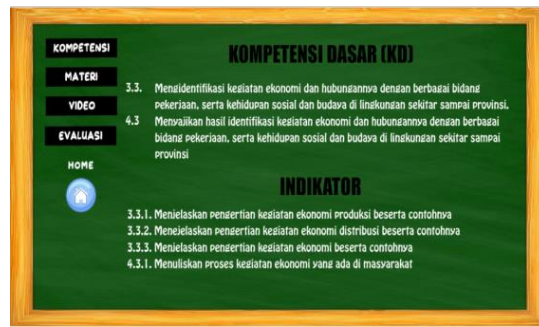 KOMPETENSI
MATERI
VIDEO
EVALUASI
HOME
KOMPETENSI DASAR (KD)
3.3. Mengidentifikasi kegiatan ekonomi dan hubungannya dengan berbagai bidang
pekerjaan, serta kehidupan sosial dan budaya di lingkungan sekitar sampai provinsi.
4.3 Menyajikan hasil identifikasi kegiatan ekonomi dan hubungannya dengan berbagai
bidang pekerjaan, serta kehidupan sosial dan budaya di lingkungan sekitar sampai
provinsi
INDIKATOR
3.3.1. Menjelaskan pengertian kegiatan ekonomi produksi beserta contohnya
3.3.2. Menejelaskan pengertian kegiatan ekonomi distribusi beserta contohnya
3.3.3. Menjelaskan pengertian kegiatan ekonomi beserta contohnya
4.3.1. Menuliskan proses kegiatan ekonomi yang ada di masyarakat